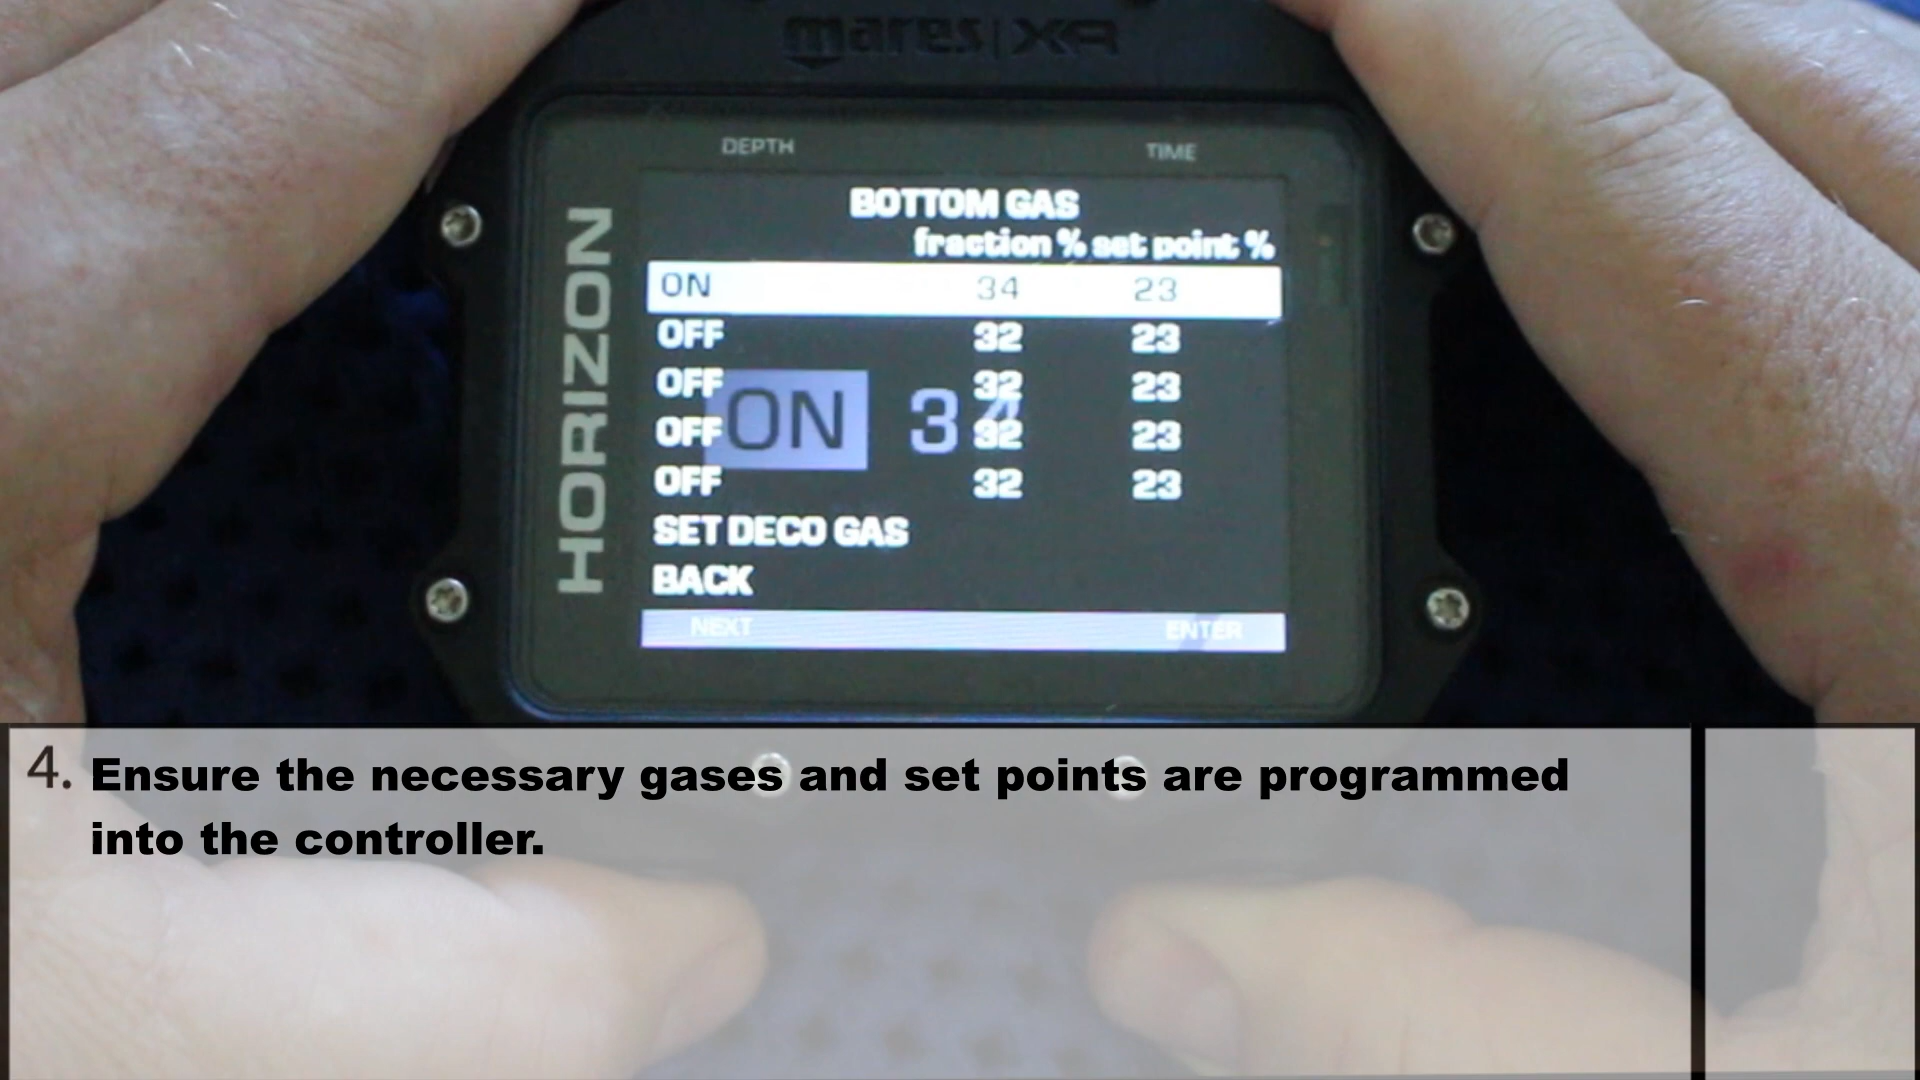 mares | XR
DEPTH TIME
HORIZON
BOTTOM GAS
fraction % set point %
ON 34 23
OFF 32 23
OFF 32 23
ON 34
OFF 32 23
OFF 32 23
SET DECO GAS
BACK
NEXT ENTER
4. Ensure the necessary gases and set points are programmed
into the controller.